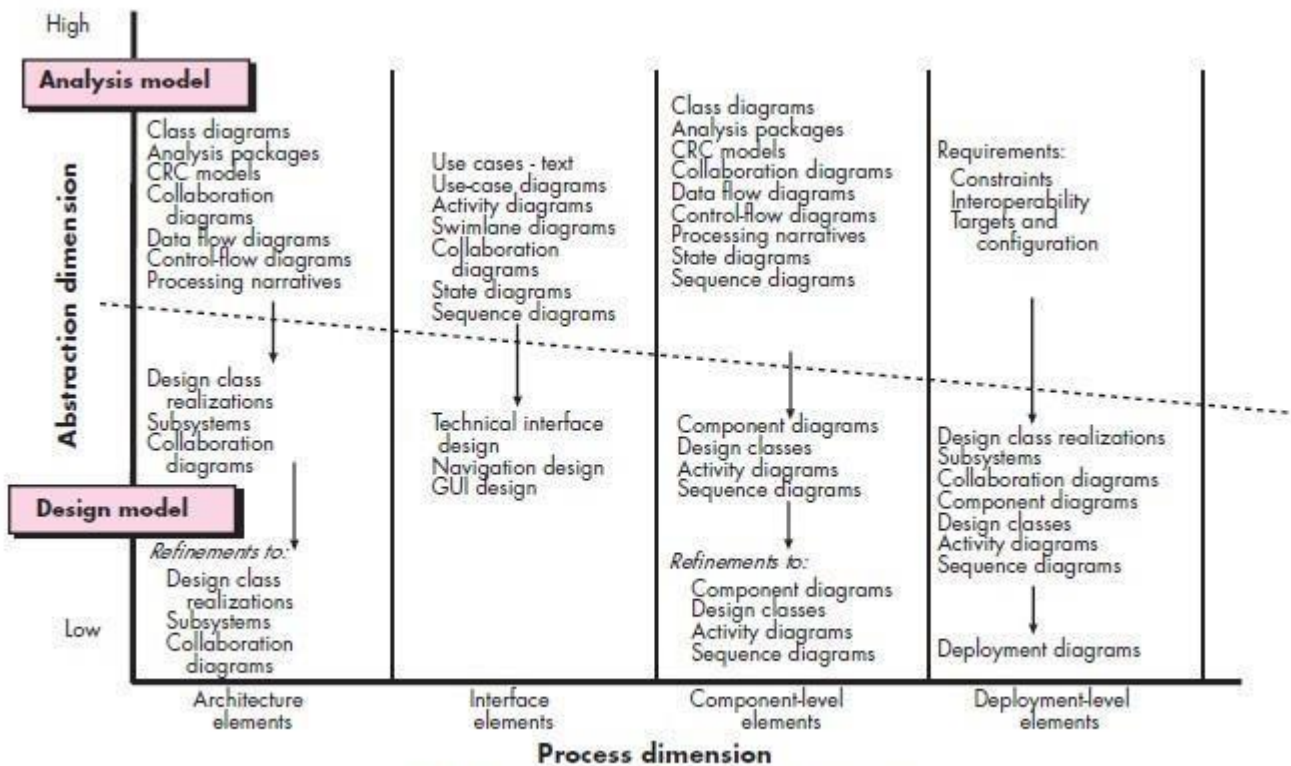 High
Analysis model
Abstraction dimension
Class diagrams
Analysis packages
CRC models
Collaboration
diagrams
Data flow diagrams
Control-flow diagrams
Processing narratives
Design class
realizations
Subsystems
Collaboration
diagrams
Design model
Refinements to:
Design class
realizations
Subsystems
Collaboration
diagrams
Low
Use cases - text
Use-case diagrams
Activity diagrams
Swimlane diagrams
Collaboration
diagrams
State diagrams
Sequence diagrams
Technical interface
design
Navigation design
GUI design
Class diagrams
Analysis packages
CRC models
Collaboration diagrams
Data flow diagrams
Control-flow diagrams
Processing narratives
State diagrams
Sequence diagrams
Component diagrams
Design classes
Activity diagrams
Sequence diagrams
Refinements to:
Component diagrams
Design classes
Activity diagrams
Sequence diagrams
Requirements:
Constraints
Interoperability
Targets and
configuration
Design class realizations
Subsystems
Collaboration diagrams
Component diagrams
Design classes
Activity diagrams
Sequence diagrams
Deployment diagrams
Architecture
elements
Interface
elements
Component-level
elements
Deployment-level
elements
Process dimension